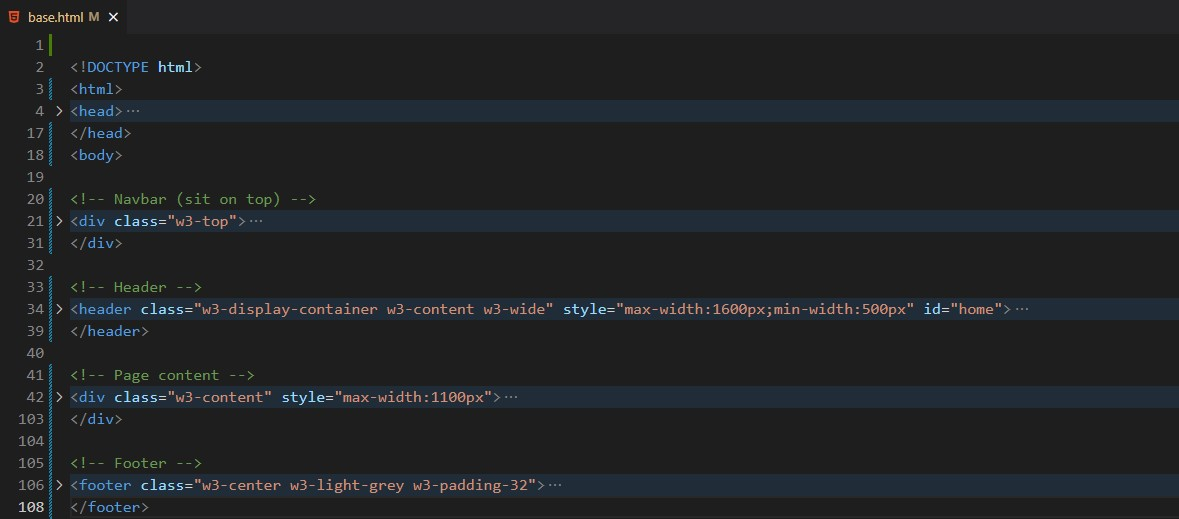 base.html M ×
1
2 <!DOCTYPE html>
3 <html>
4 > <head>···
17 </head>
18 <body>
19
20 <!-- Navbar (sit on top) -->
21 > <div class="w3-top">···
31 </div>
32
33 <!-- Header -->
34 > <header class="w3-display-container w3-content w3-wide" style="max-width:1600px;min-width:500px" id="home">···
39 </header>
40
41 <!-- Page content -->
42 > <div class="w3-content" style="max-width:1100px">···
103 </div>
104
105 <!-- Footer -->
106 > <footer class="w3-center w3-light-grey w3-padding-32">···
108 </footer>